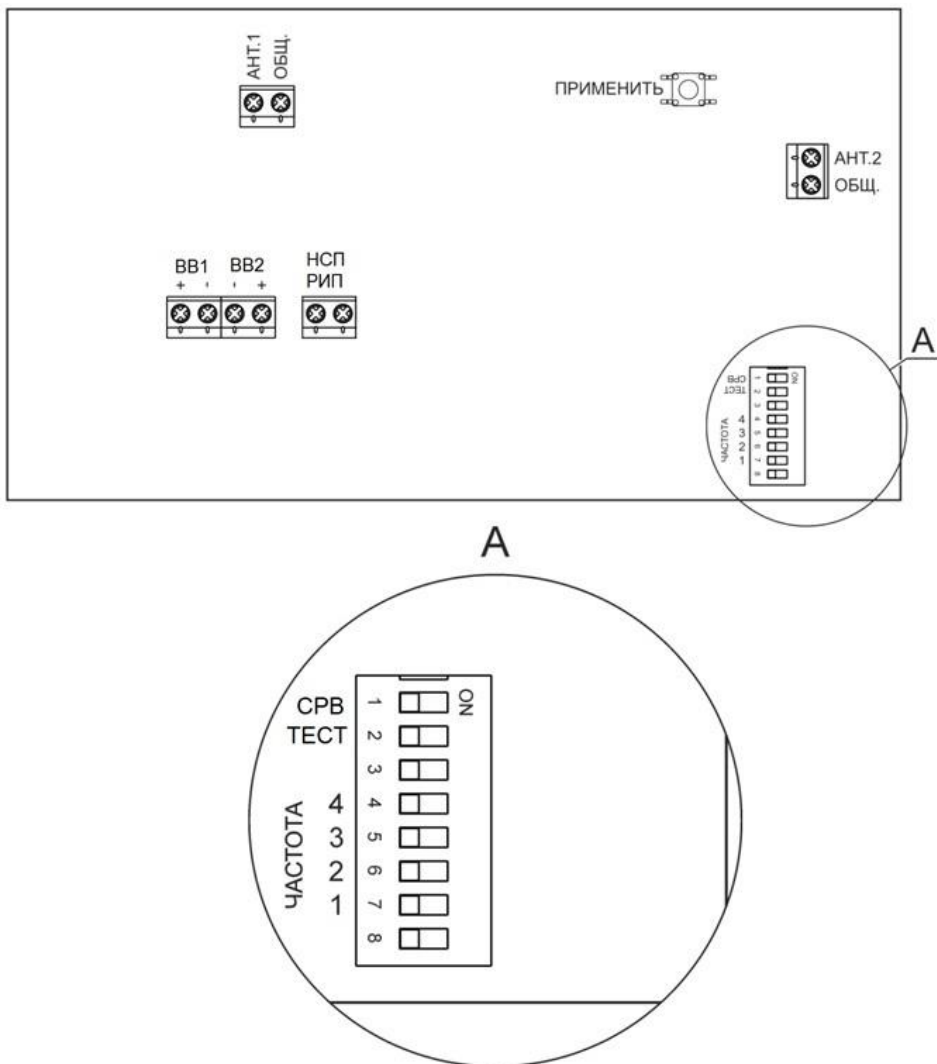 АНТ.1
ОБЩ.
ПРИМЕНИТЬ
АНТ.2
ОБЩ.
ВВ1 ВВ2
+ - - +
НСП
РИП
А
СРВ 1 ON
ТЕСТ 2
3
4 4
3 5
2 6
1 7
8
ЧАСТОТА
А
СРВ 1 ON
ТЕСТ 2
3
4 4
3 5
2 6
1 7
8
ЧАСТОТА